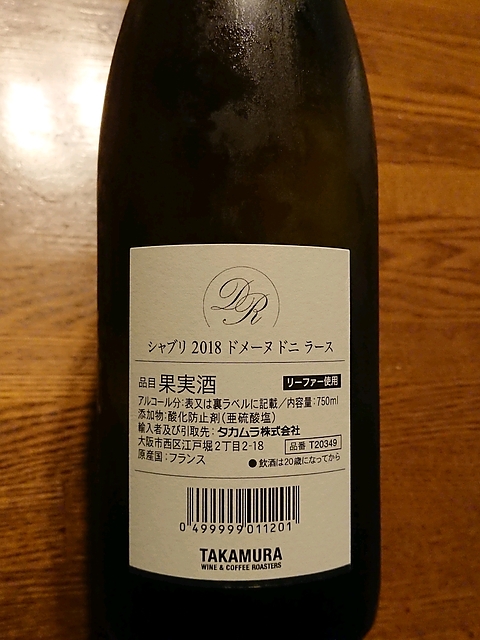 DR
シャブリ 2018 ドメーヌ ドニ ラース
品目 果実酒 リーファー使用
アルコール分:表又は裏ラベルに記載/内容量:750ml
添加物:酸化防止剤(亜硫酸塩)
輸入者及び引取先:タカムラ株式会社
大阪市西区江戸堀2丁目2-18 品番 T20349
原産国:フランス ●飲酒は20歳になってから
0 499999 011201
TAKAMURA
WINE & COFFEE ROASTERS